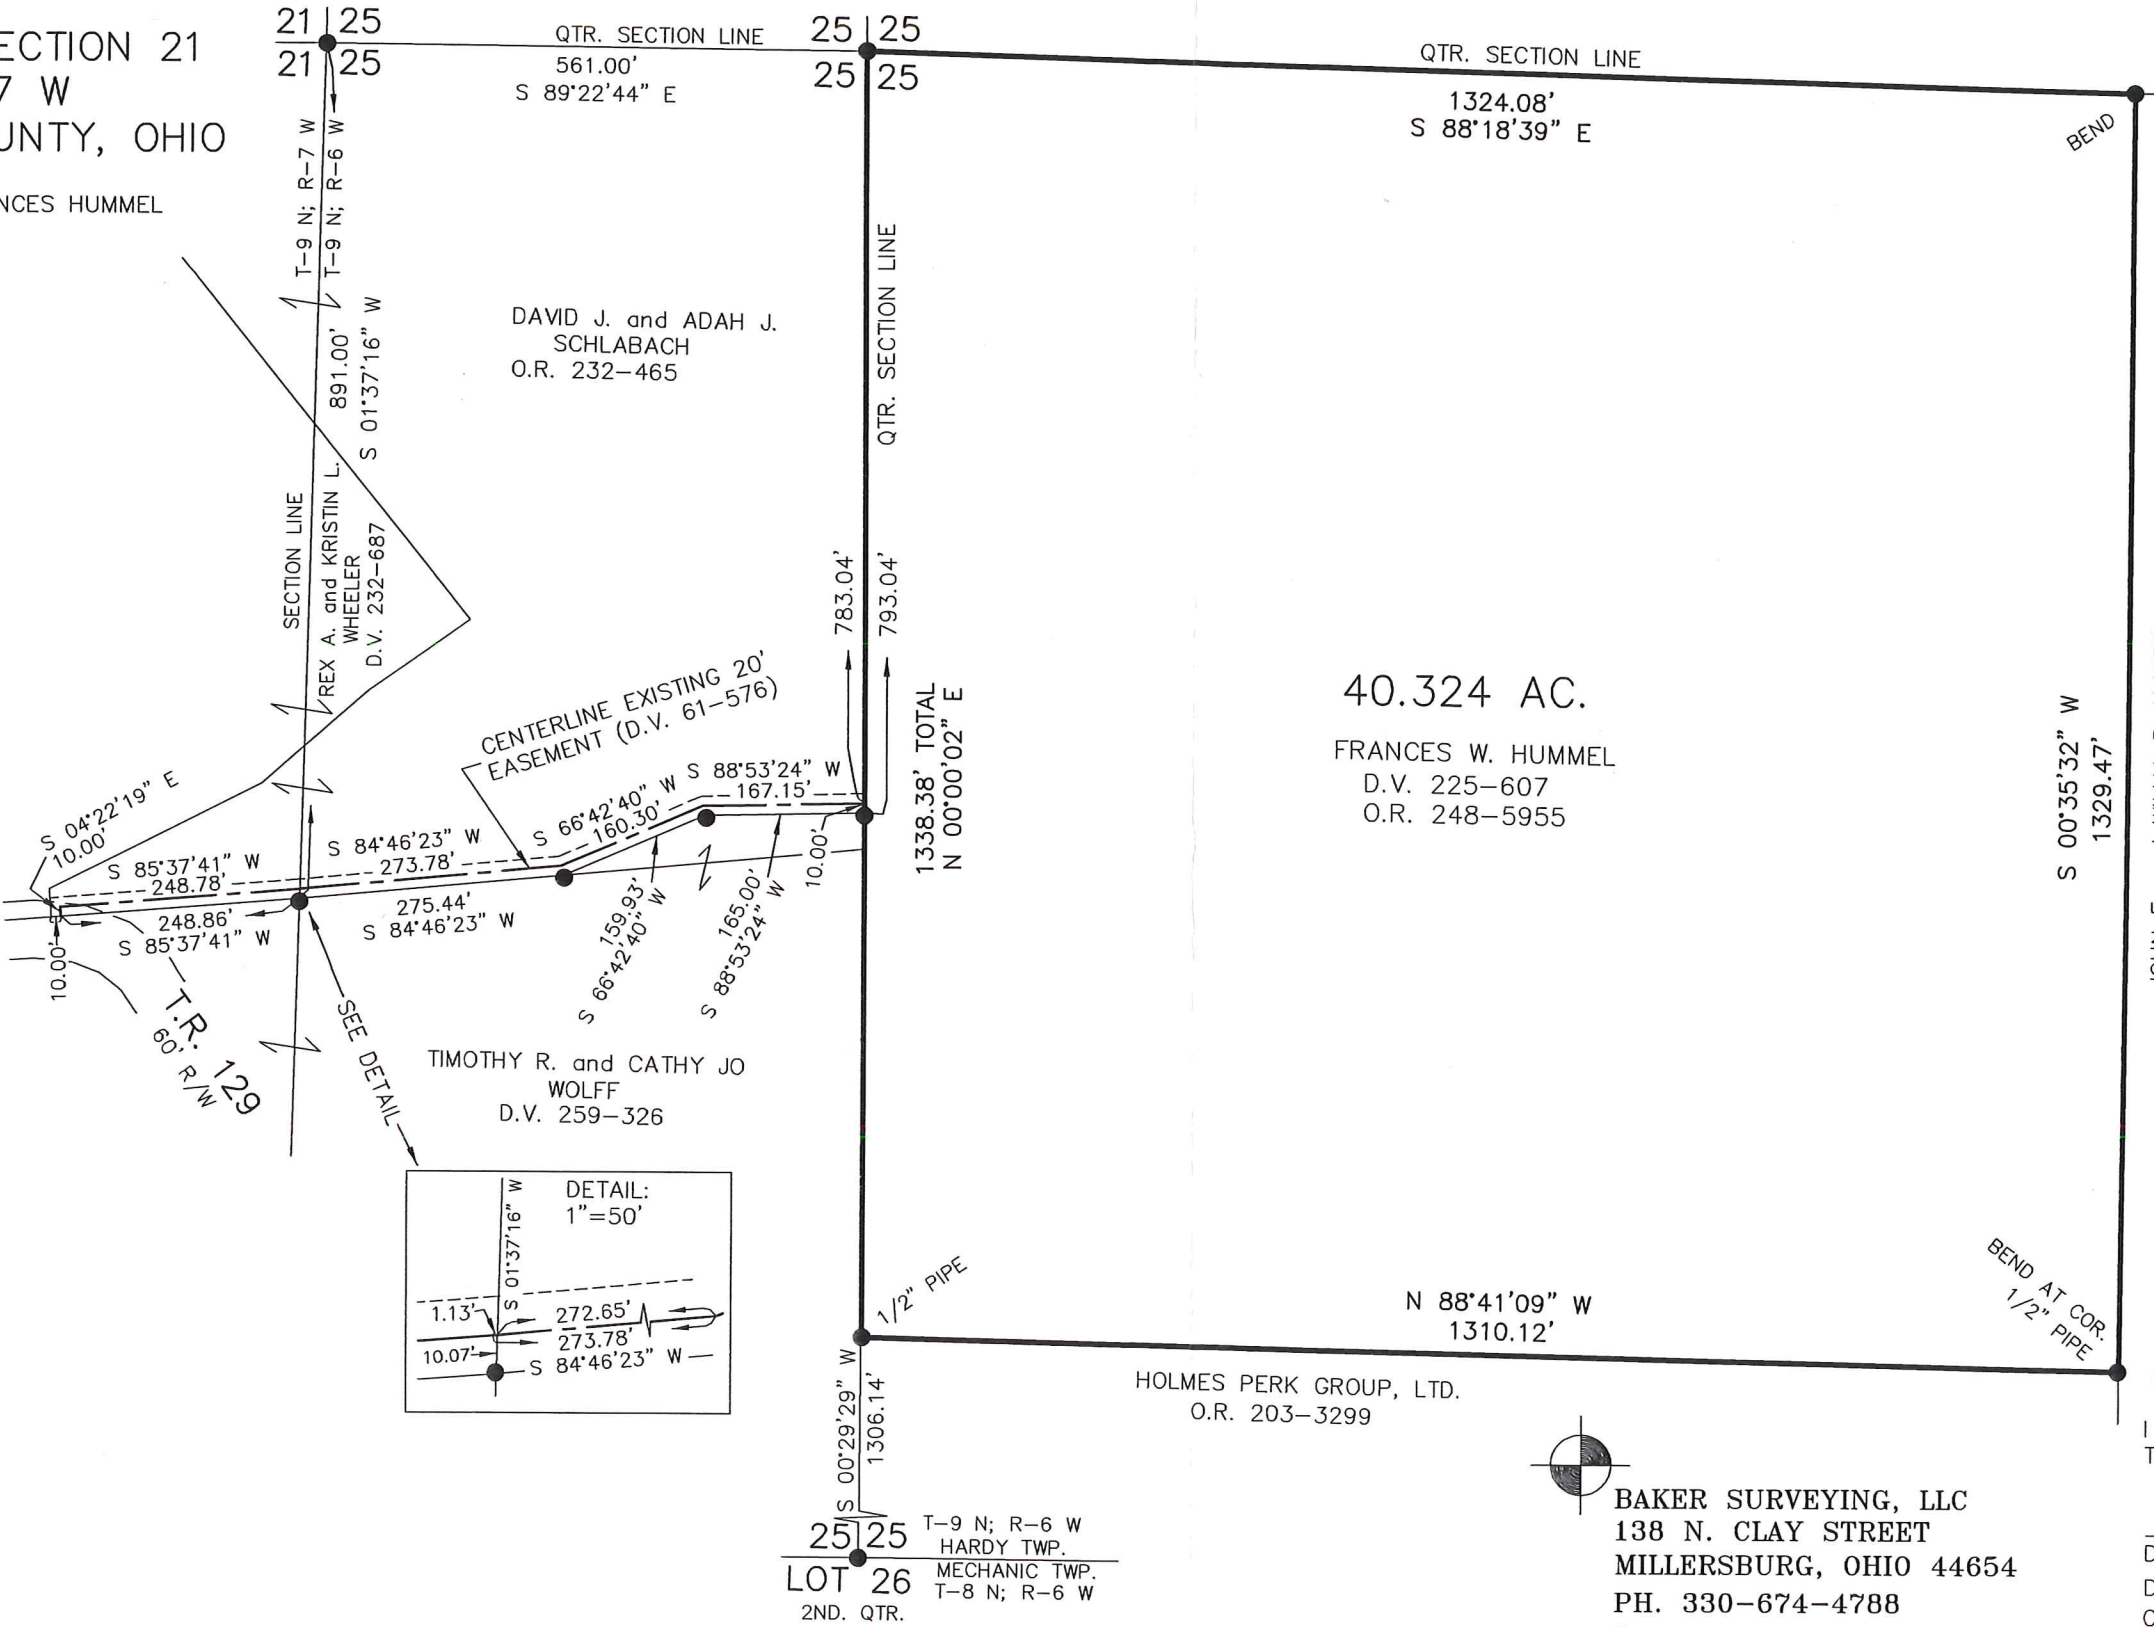 ECTION 21
7 W
UNTY, OHIO
NCES HUMMEL
21 25
21 25
QTR. SECTION LINE
561.00'
S 89°22'44" E
25 25
25 25
QTR. SECTION LINE
1324.08'
S 88°18'39" E
BEND
T-9 N; R-7 W
T-9 N; R-6 W
891.00'
S 01°37'16" W
SECTION LINE
REX A. and KRISTIN L.
WHEELER
D.V. 232-687
DAVID J. and ADAH J.
SCHLABACH
O.R. 232-465
QTR. SECTION LINE
783.04'
793.04'
1338.38' TOTAL
N 00°00'02" E
40.324 AC.
FRANCES W. HUMMEL
D.V. 225-607
O.R. 248-5955
S 00°35'32" W
1329.47'
CENTERLINE EXISTING 20'
EASEMENT (D.V. 61-576)
S 04°22'19" E
10.00'
S 85°37'41" W
248.78'
S 84°46'23" W
273.78'
S 66°42'40" W
160.30'
S 88°53'24" W
167.15'
248.86'
S 85°37'41" W
275.44'
S 84°46'23" W
159.93'
S 66°42'40" W
165.00'
S 88°53'24" W
10.00'
10.00'
T.R. 129
60' R/W
SEE DETAIL
TIMOTHY R. and CATHY JO
WOLFF
D.V. 259-326
DETAIL:
1"=50'
S 01°37'16" W
1.13'
272.65'
273.78'
10.07'
S 84°46'23" W
1/2" PIPE
N 88°41'09" W
1310.12'
BEND AT COR.
1/2" PIPE
HOLMES PERK GROUP, LTD.
O.R. 203-3299
S 00°29'29" W
1306.14'
25 25
T-9 N; R-6 W
HARDY TWP.
LOT 26
2ND. QTR.
MECHANIC TWP.
T-8 N; R-6 W
BAKER SURVEYING, LLC
138 N. CLAY STREET
MILLERSBURG, OHIO 44654
PH. 330-674-4788